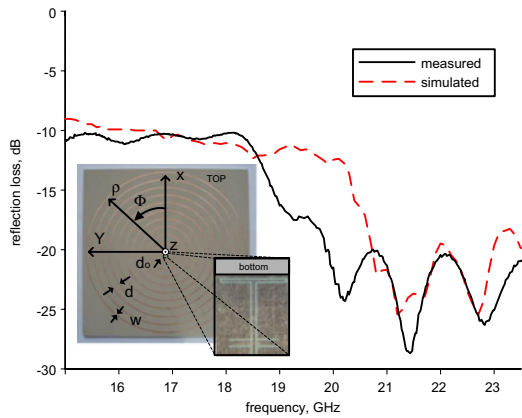 0
-5
-10
-15
-20
-25
-30
reflection loss, dB
measured
simulated
TOP
x
ρ
Φ
Y
Z
do
d
w
bottom
16 17 18 19 20 21 22 23
frequency, GHz